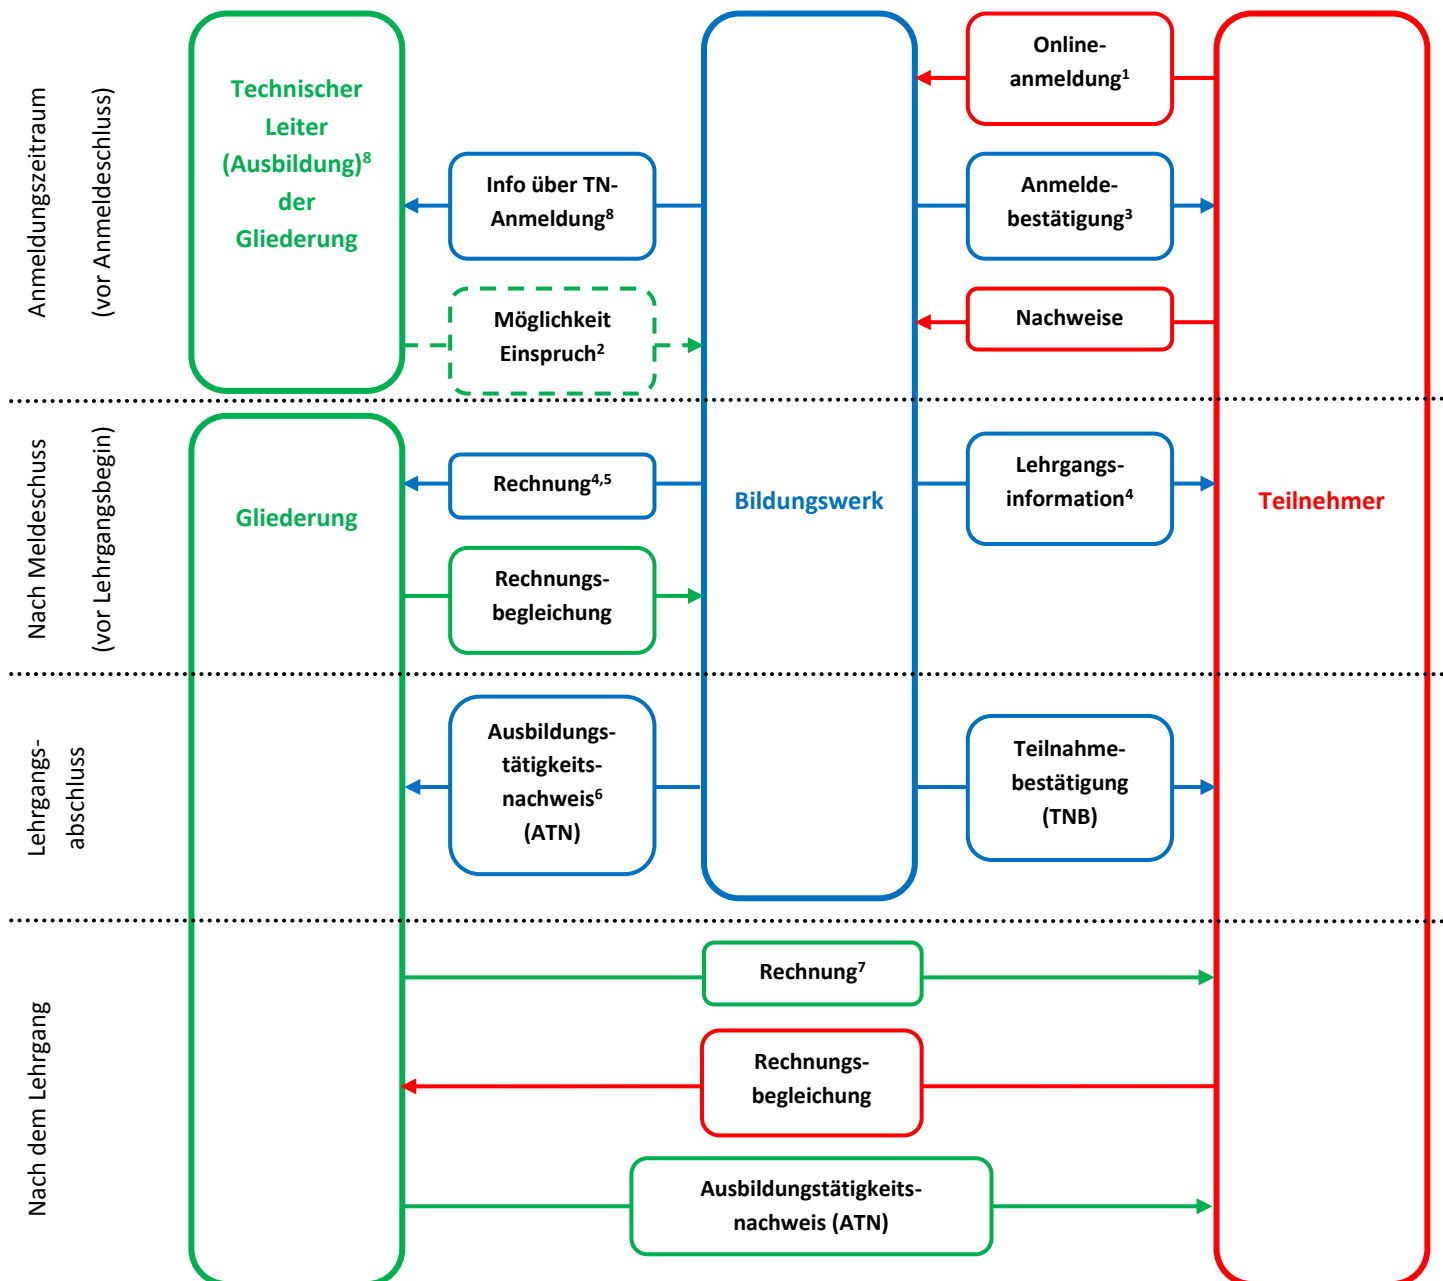 Anmeldungszeitraum
(vor Anmeldeschluss)
Technischer
Leiter
(Ausbildung)⁸
der
Gliederung
Info über TN-
Anmeldung⁸
Möglichkeit
Einspruch²
Online-
anmeldung¹
Anmelde-
bestätigung³
Nachweise
Nach Meldeschuss
(vor Lehrgangsbegin)
Gliederung
Rechnung⁴,⁵
Rechnungs-
begleichung
Bildungswerk
Lehrgangs-
information⁴
Teilnehmer
Lehrgangs-
abschluss
Ausbildungs-
tätigkeits-
nachweis⁶
(ATN)
Teilnahme-
bestätigung
(TNB)
Nach dem Lehrgang
Rechnung⁷
Rechnungs-
begleichung
Ausbildungstätigkeits-
nachweis (ATN)